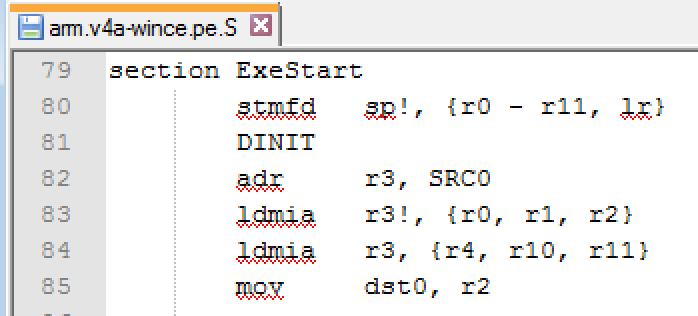 arm.v4a-wince.pe.S
79 section ExeStart
80 stmfd sp!, {r0 - r11, lr}
81 DINIT
82 adr r3, SRC0
83 ldmia r3!, {r0, r1, r2}
84 ldmia r3, {r4, r10, r11}
85 mov dst0, r2